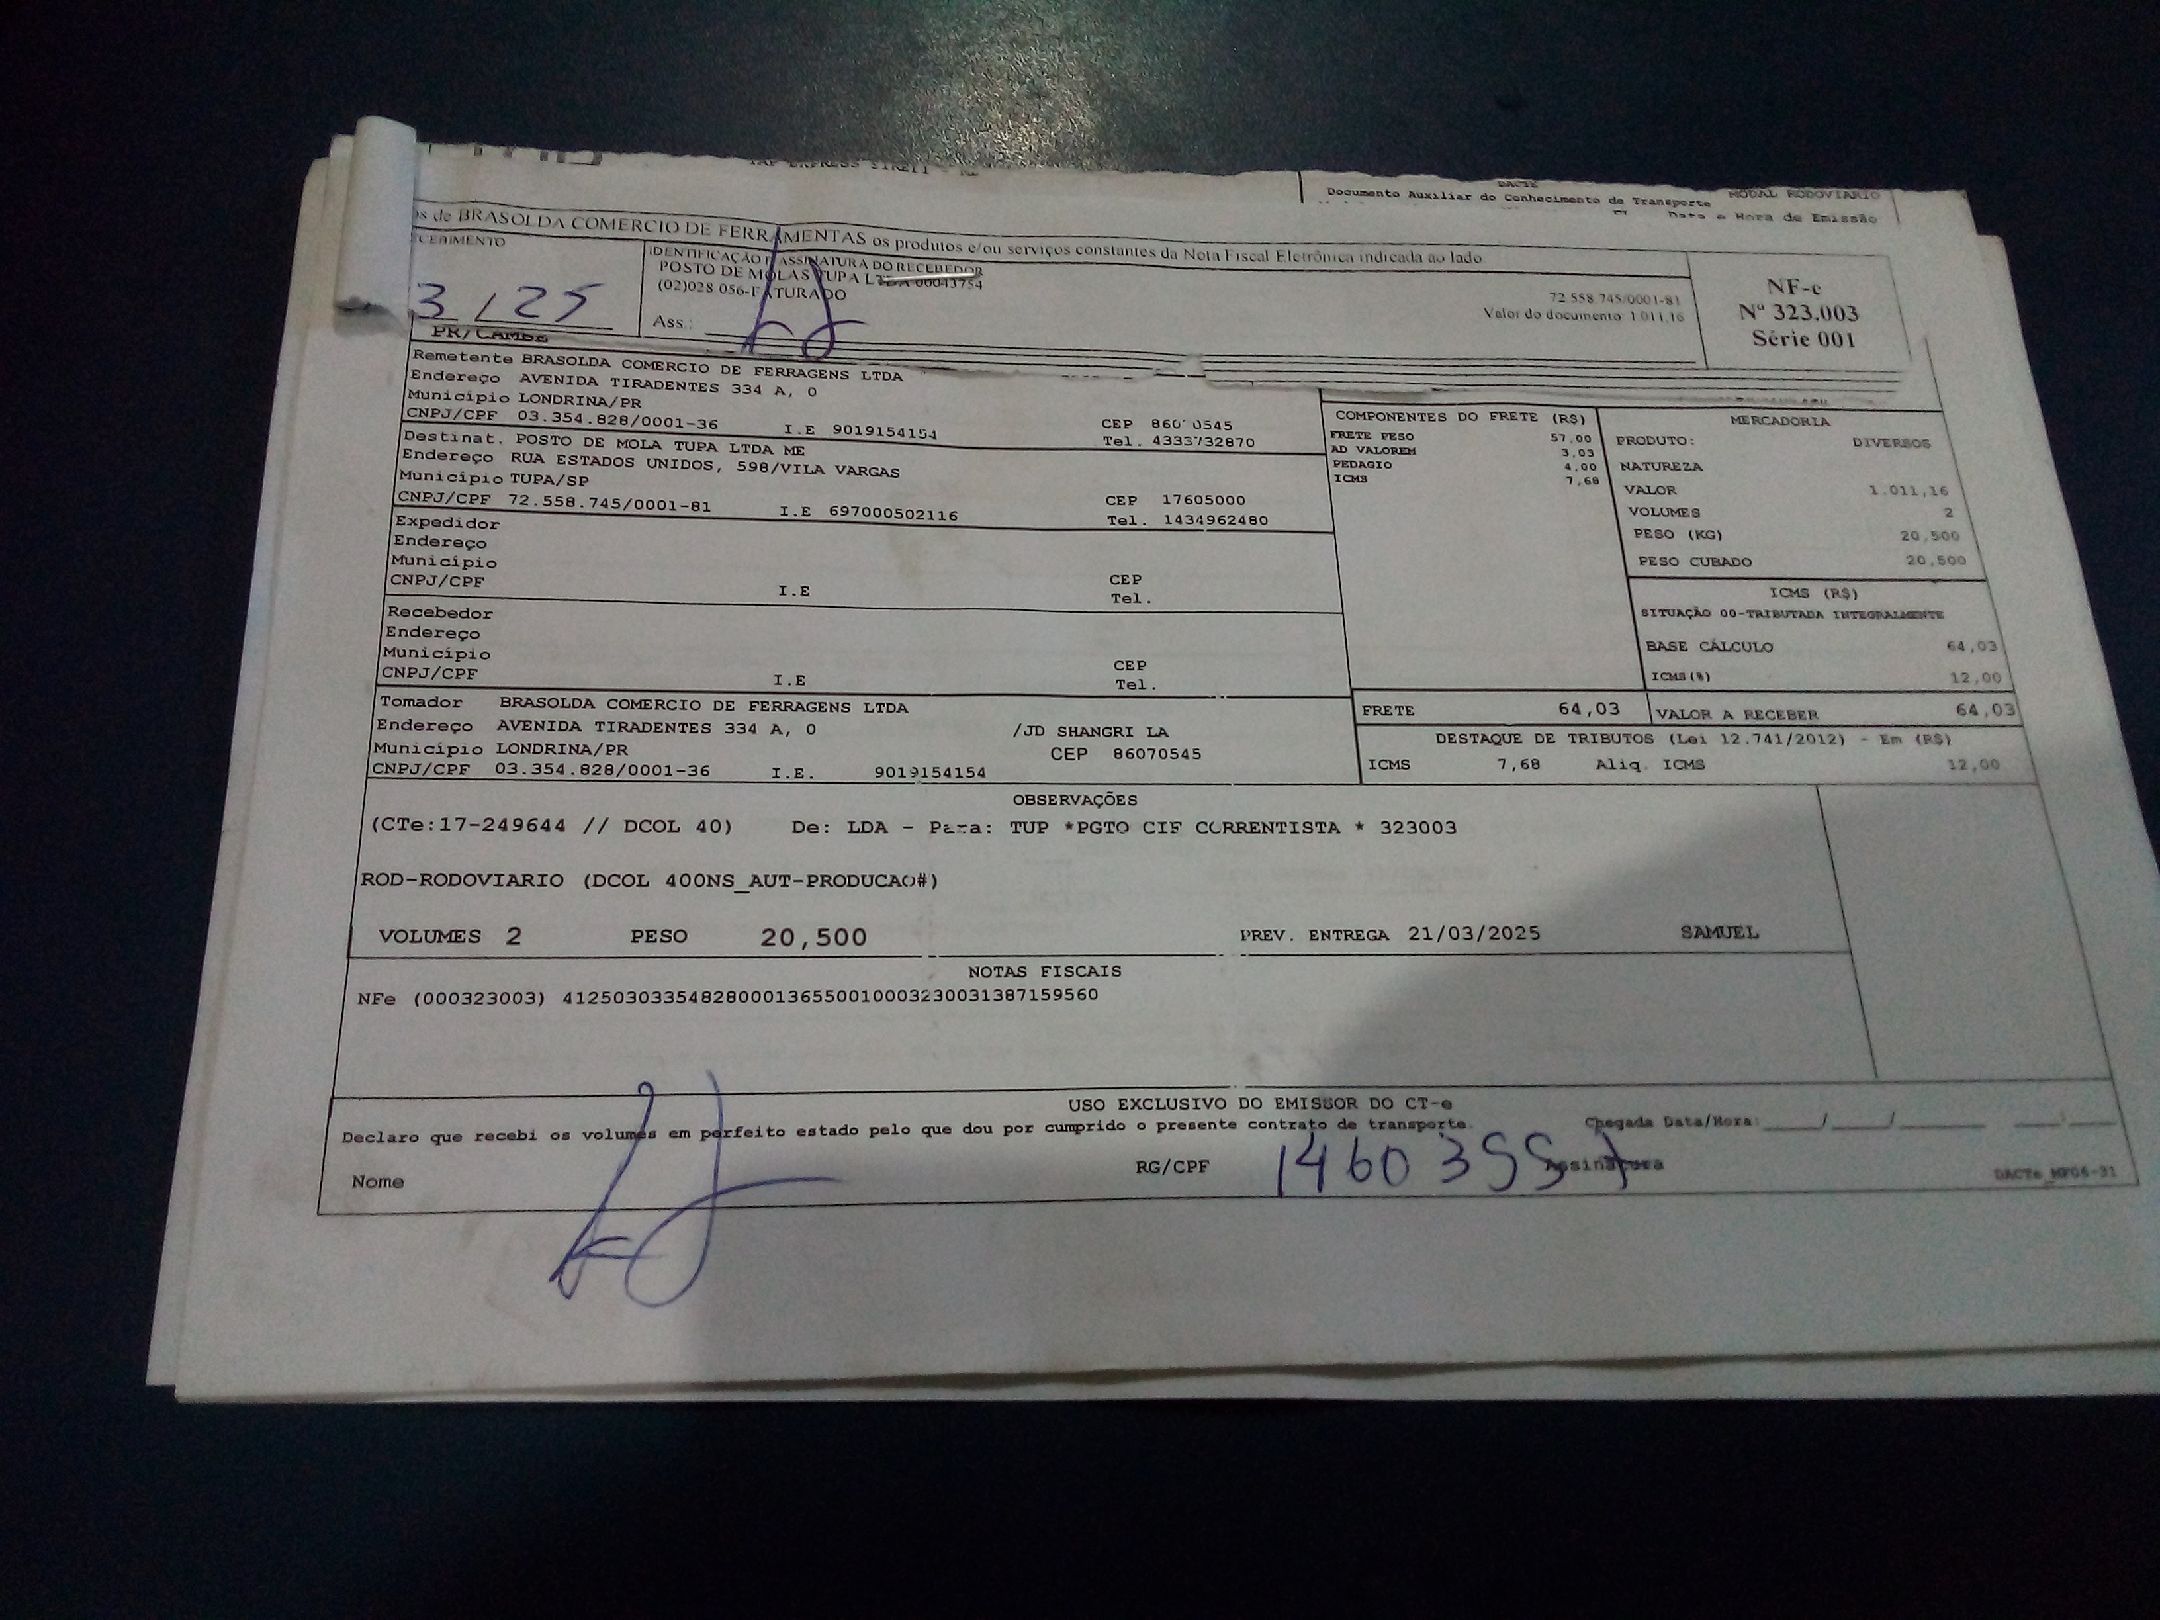 DACTE
Documento Auxiliar do Conhecimento de Transporte MODAL RODOVIARIO
Data e Hora de Emissão
os de BRASOLDA COMERCIO DE FERRAMENTAS os produtos e/ou serviços constantes da Nota Fiscal Eletrônica indicada ao lado
IDENTIFICAÇÃO E ASSINATURA DO RECEBEDOR
POSTO DE MOLAS TUPA LTDA 00043754
(02)028 056-FATURADO
3 / 25
Ass.:
72.558.745/0001-81
Valor do documento 1.011,16
NF-e
Nº 323.003
Série 001
PR/CAMBE
Remetente BRASOLDA COMERCIO DE FERRAGENS LTDA
Endereço AVENIDA TIRADENTES 334 A, 0
Município LONDRINA/PR
CNPJ/CPF 03.354.828/0001-36 I.E 9019154154
CEP 860 0545
Tel. 4333732870
Destinat. POSTO DE MOLA TUPA LTDA ME
Endereço RUA ESTADOS UNIDOS, 598/VILA VARGAS
Município TUPA/SP
CNPJ/CPF 72.558.745/0001-81 I.E 697000502116
CEP 17605000
Tel. 1434962480
Expedidor
Endereço
Município
CNPJ/CPF I.E
CEP
Tel.
Recebedor
Endereço
Município
CNPJ/CPF I.E
CEP
Tel.
Tomador BRASOLDA COMERCIO DE FERRAGENS LTDA
Endereço AVENIDA TIRADENTES 334 A, 0 /JD SHANGRI LA
Município LONDRINA/PR CEP 86070545
CNPJ/CPF 03.354.828/0001-36 I.E. 9019154154
COMPONENTES DO FRETE (R$)
FRETE PESO 57,00
AD VALOREM 3,03
PEDAGIO 4,00
ICMS 7,68
MERCADORIA
PRODUTO: DIVERSOS
NATUREZA
VALOR 1.011,16
VOLUMES 2
PESO (KG) 20,500
PESO CUBADO 20,500
ICMS (R$)
SITUAÇÃO 00-TRIBUTADA INTEGRALMENTE
BASE CÁLCULO 64,03
ICMS(%) 12,00
FRETE 64,03 VALOR A RECEBER 64,03
DESTAQUE DE TRIBUTOS (Lei 12.741/2012) - Em (R$)
ICMS 7,68 Aliq. ICMS 12,00
OBSERVAÇÕES
(CTe:17-249644 // DCOL 40) De: LDA - Para: TUP *PGTO CIF CORRENTISTA * 323003
ROD-RODOVIARIO (DCOL 400NS_AUT-PRODUCAO#)
VOLUMES 2 PESO 20,500 PREV. ENTREGA 21/03/2025 SAMUEL
NOTAS FISCAIS
NFe (000323003) 41250303354828000136550010003230031387159560
USO EXCLUSIVO DO EMISSOR DO CT-e
Declaro que recebi os volumes em perfeito estado pelo que dou por cumprido o presente contrato de transporte.
Chegada Data/Hora: / /
Nome
RG/CPF 14603557
Assinatura
DACTe_MP06-31